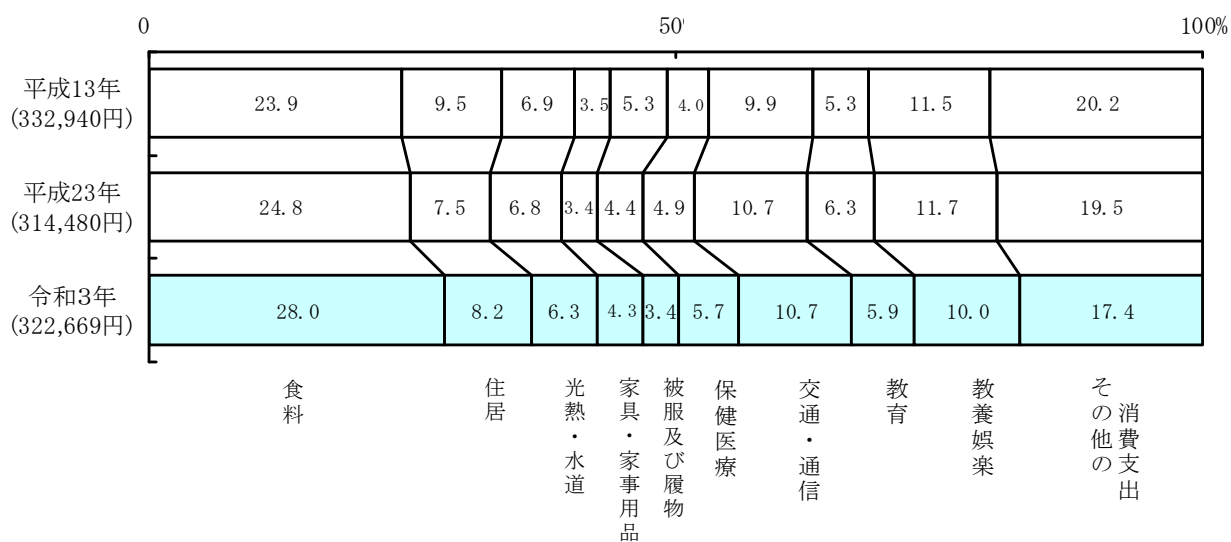 0 50 100%
平成13年
(332,940円)
23.9 9.5 6.9 3.5 5.3 4.0 9.9 5.3 11.5 20.2
平成23年
(314,480円)
24.8 7.5 6.8 3.4 4.4 4.9 10.7 6.3 11.7 19.5
令和3年
(322,669円)
28.0 8.2 6.3 4.3 3.4 5.7 10.7 5.9 10.0 17.4
食料
住居
光熱・水道
家具・家事用品
被服及び履物
保健医療
交通・通信
教育
教養娯楽
その他の
消費支出